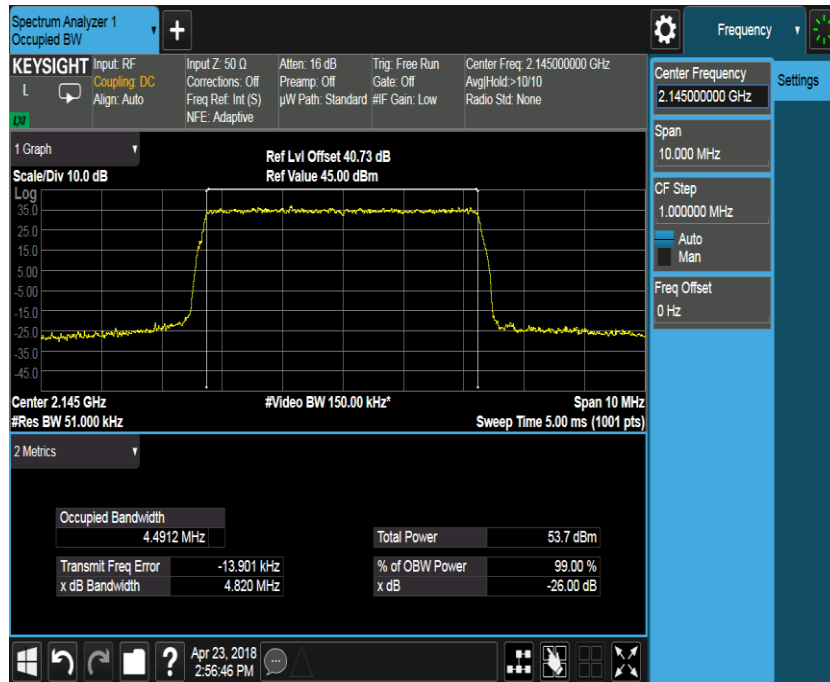 Spectrum Analyzer 1
Occupied BW
+
Frequency
KEYSIGHT
L
LXI
Input: RF
Coupling: DC
Align: Auto
Input Z: 50 Ω
Corrections: Off
Freq Ref: Int (S)
NFE: Adaptive
Atten: 16 dB
Preamp: Off
µW Path: Standard
Trig: Free Run
Gate: Off
#IF Gain: Low
Center Freq: 2.145000000 GHz
Avg|Hold:>10/10
Radio Std: None
Center Frequency
2.145000000 GHz
Settings
Span
10.000 MHz
CF Step
1.000000 MHz
Auto
Man
Freq Offset
0 Hz
1 Graph
Scale/Div 10.0 dB
Ref Lvl Offset 40.73 dB
Ref Value 45.00 dBm
Log
35.0
25.0
15.0
5.00
-5.00
-15.0
-25.0
-35.0
-45.0
Center 2.145 GHz
#Video BW 150.00 kHz*
Span 10 MHz
#Res BW 51.000 kHz
Sweep Time 5.00 ms (1001 pts)
2 Metrics
Occupied Bandwidth
4.4912 MHz
Total Power 53.7 dBm
Transmit Freq Error -13.901 kHz
% of OBW Power 99.00 %
x dB Bandwidth 4.820 MHz
x dB -26.00 dB
?
Apr 23, 2018
2:56:46 PM